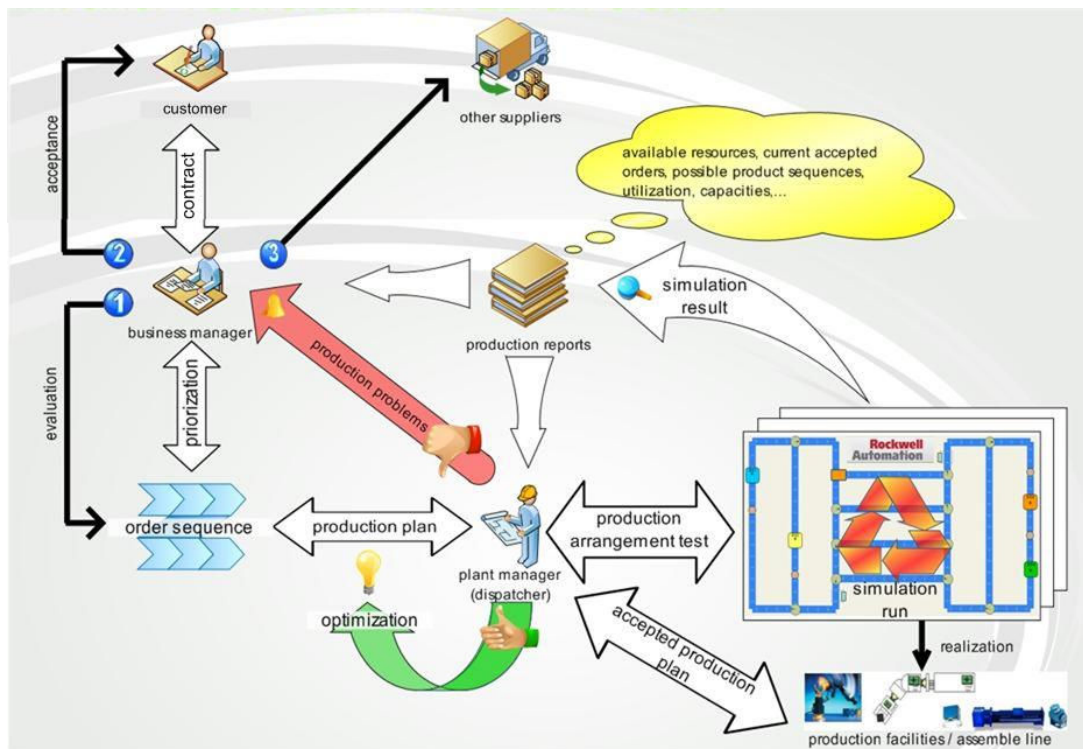 customer
other suppliers
acceptance
contract
available resources, current accepted
orders, possible product sequences,
utilization, capacities,...
2
3
1
business manager
simulation
result
production reports
production problems
evaluation
priorization
Rockwell
Automation
order sequence
production plan
production
arrangement test
plant manager
(dispatcher)
optimization
simulation
run
accepted production
plan
realization
production facilities / assemble line